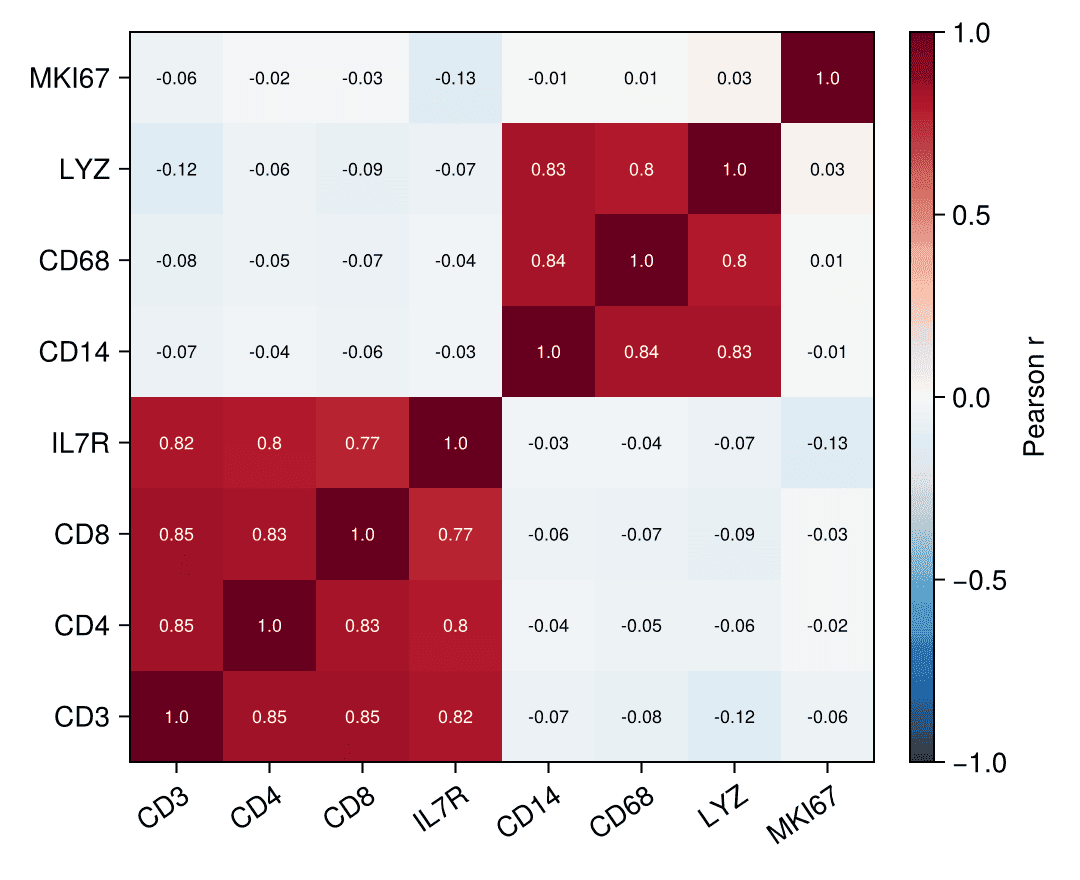 MKI67 -0.06 -0.02 -0.03 -0.13 -0.01 0.01 0.03 1.0
LYZ -0.12 -0.06 -0.09 -0.07 0.83 0.8 1.0 0.03
CD68 -0.08 -0.05 -0.07 -0.04 0.84 1.0 0.8 0.01
CD14 -0.07 -0.04 -0.06 -0.03 1.0 0.84 0.83 -0.01
IL7R 0.82 0.8 0.77 1.0 -0.03 -0.04 -0.07 -0.13
CD8 0.85 0.83 1.0 0.77 -0.06 -0.07 -0.09 -0.03
CD4 0.85 1.0 0.83 0.8 -0.04 -0.05 -0.06 -0.02
CD3 1.0 0.85 0.85 0.82 -0.07 -0.08 -0.12 -0.06
CD3 CD4 CD8 IL7R CD14 CD68 LYZ MKI67
1.0
0.5
0.0
−0.5
−1.0
Pearson r